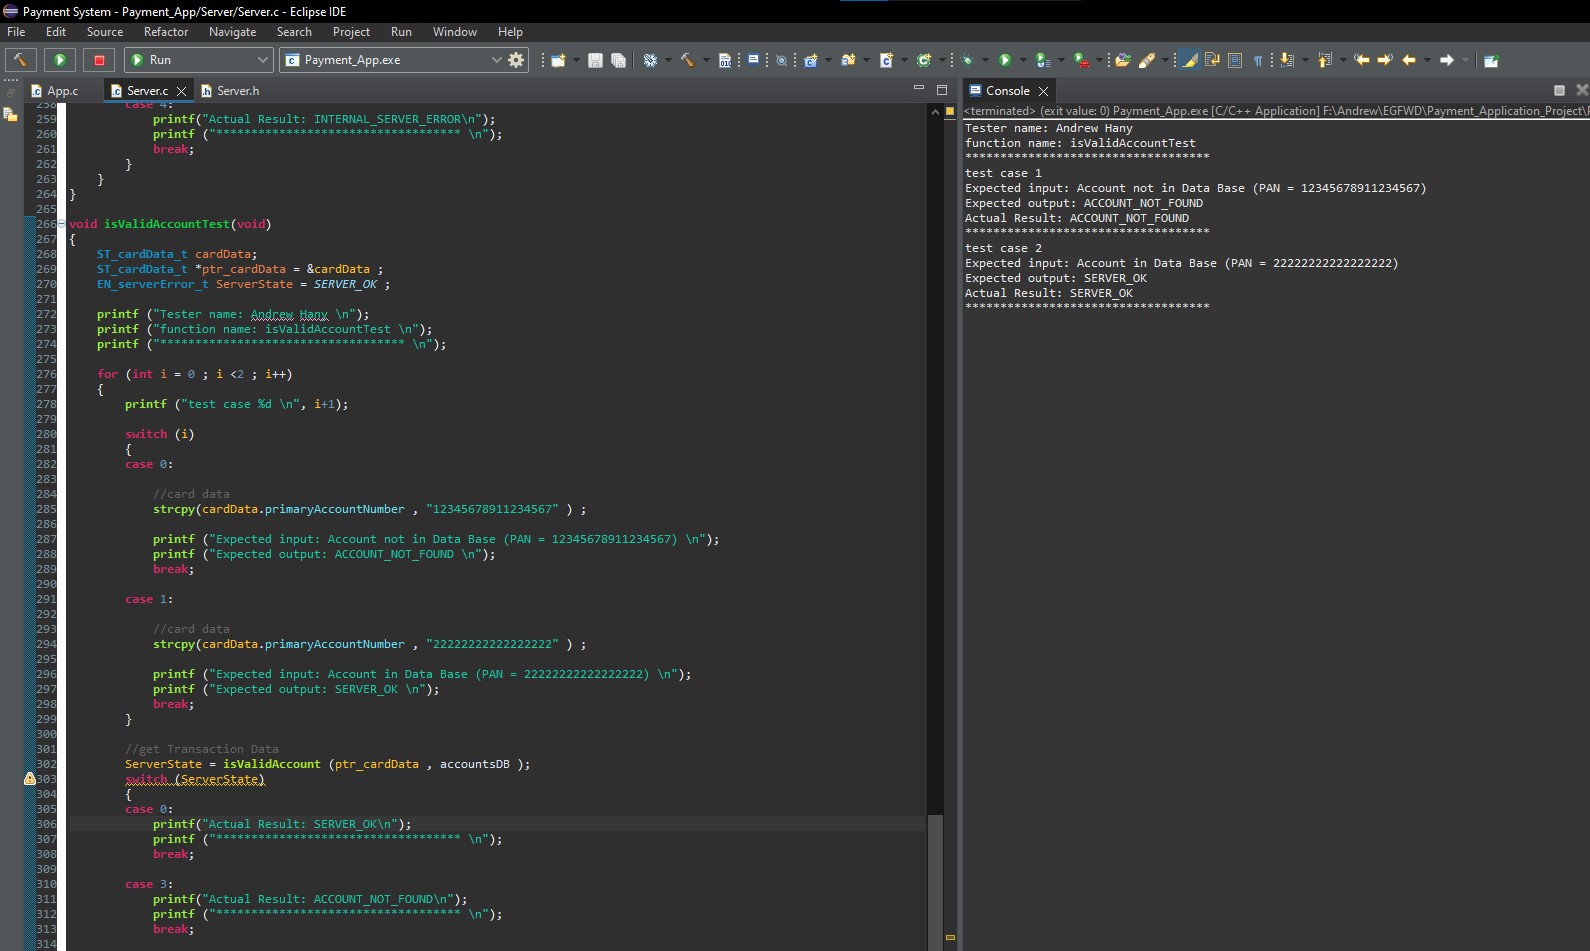 Payment System - Payment_App/Server/Server.c - Eclipse IDE
File Edit Source Refactor Navigate Search Project Run Window Help
Run Payment_App.exe
App.c Server.c Server.h
258 case 4:
259 printf("Actual Result: INTERNAL_SERVER_ERROR\n");
260 printf ("*********************************** \n");
261 break;
262 }
263 }
264 }
265
266 void isValidAccountTest(void)
267 {
268 ST_cardData_t cardData;
269 ST_cardData_t *ptr_cardData = &cardData ;
270 EN_serverError_t ServerState = SERVER_OK ;
271
272 printf ("Tester name: Andrew Hany \n");
273 printf ("function name: isValidAccountTest \n");
274 printf ("*********************************** \n");
275
276 for (int i = 0 ; i <2 ; i++)
277 {
278 printf ("test case %d \n", i+1);
279
280 switch (i)
281 {
282 case 0:
283
284 //card data
285 strcpy(cardData.primaryAccountNumber , "12345678911234567" ) ;
286
287 printf ("Expected input: Account not in Data Base (PAN = 12345678911234567) \n");
288 printf ("Expected output: ACCOUNT_NOT_FOUND \n");
289 break;
290
291 case 1:
292
293 //card data
294 strcpy(cardData.primaryAccountNumber , "22222222222222222" ) ;
295
296 printf ("Expected input: Account in Data Base (PAN = 22222222222222222) \n");
297 printf ("Expected output: SERVER_OK \n");
298 break;
299 }
300
301 //get Transaction Data
302 ServerState = isValidAccount (ptr_cardData , accountsDB );
303 switch (ServerState)
304 {
305 case 0:
306 printf("Actual Result: SERVER_OK\n");
307 printf ("*********************************** \n");
308 break;
309
310 case 3:
311 printf("Actual Result: ACCOUNT_NOT_FOUND\n");
312 printf ("*********************************** \n");
313 break;
314
Console
<terminated> (exit value: 0) Payment_App.exe [C/C++ Application] F:\Andrew\EGFWD\Payment_Application_Project\
Tester name: Andrew Hany
function name: isValidAccountTest
***********************************
test case 1
Expected input: Account not in Data Base (PAN = 12345678911234567)
Expected output: ACCOUNT_NOT_FOUND
Actual Result: ACCOUNT_NOT_FOUND
***********************************
test case 2
Expected input: Account in Data Base (PAN = 22222222222222222)
Expected output: SERVER_OK
Actual Result: SERVER_OK
***********************************